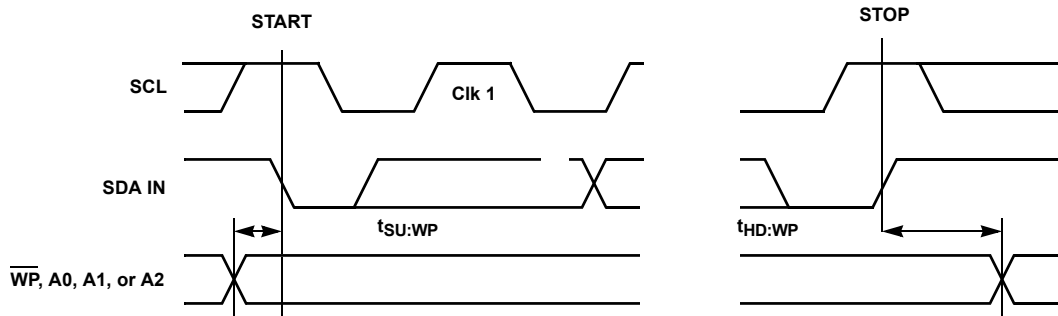 START
STOP
SCL
Clk 1
SDA IN
tSU:WP
tHD:WP
WP, A0, A1, or A2